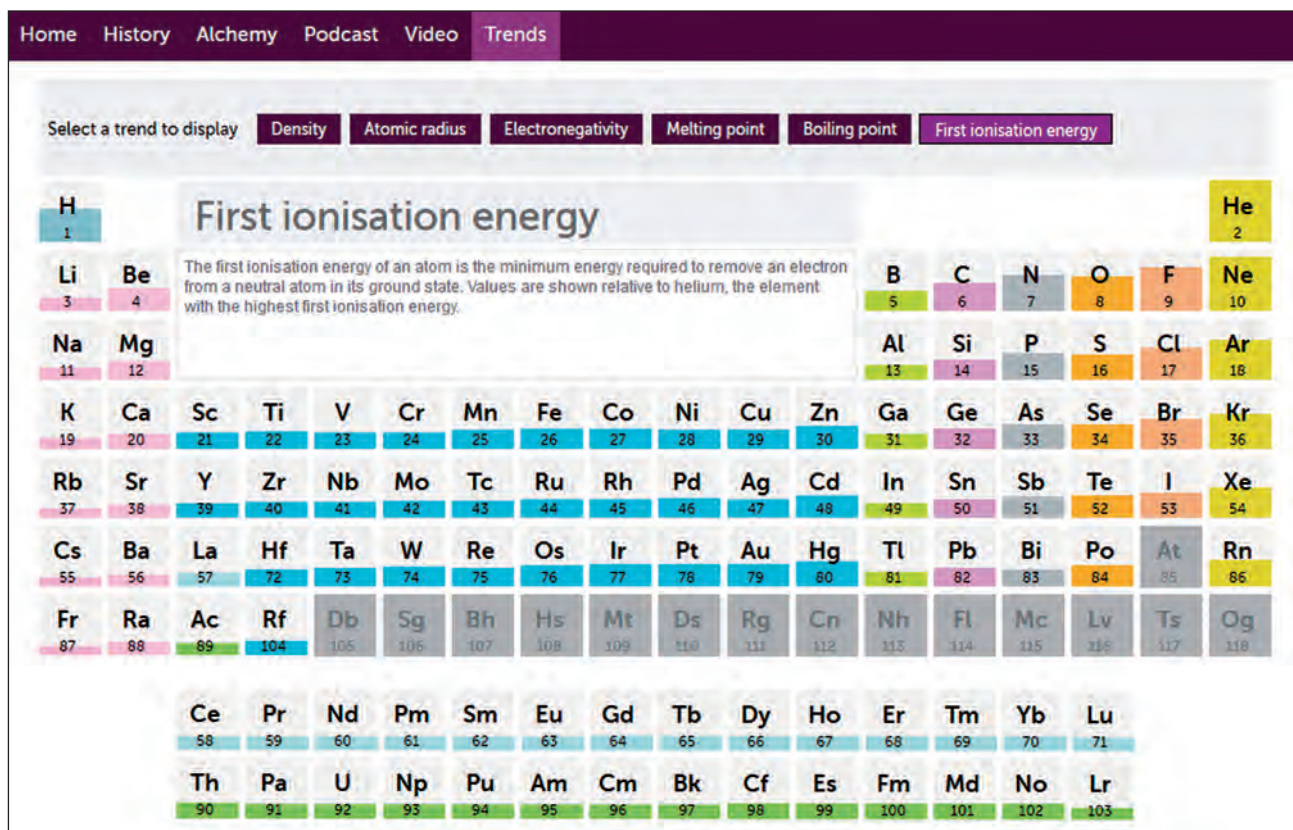 Home History Alchemy Podcast Video Trends
Select a trend to display Density Atomic radius Electronegativity Melting point Boiling point First ionisation energy
H He
1 2
First ionisation energy
The first ionisation energy of an atom is the minimum energy required to remove an electron
from a neutral atom in its ground state. Values are shown relative to helium, the element
with the highest first ionisation energy.
Li Be B C N O F Ne
3 4 5 6 7 8 9 10
Na Mg Al Si P S Cl Ar
11 12 13 14 15 16 17 18
K Ca Sc Ti V Cr Mn Fe Co Ni Cu Zn Ga Ge As Se Br Kr
19 20 21 22 23 24 25 26 27 28 29 30 31 32 33 34 35 36
Rb Sr Y Zr Nb Mo Tc Ru Rh Pd Ag Cd In Sn Sb Te I Xe
37 38 39 40 41 42 43 44 45 46 47 48 49 50 51 52 53 54
Cs Ba La Hf Ta W Re Os Ir Pt Au Hg Tl Pb Bi Po At Rn
55 56 57 72 73 74 75 76 77 78 79 80 81 82 83 84 85 86
Fr Ra Ac Rf Db Sg Bh Hs Mt Ds Rg Cn Nh Fl Mc Lv Ts Og
87 88 89 104 105 106 107 108 109 110 111 112 113 114 115 116 117 118
Ce Pr Nd Pm Sm Eu Gd Tb Dy Ho Er Tm Yb Lu
58 59 60 61 62 63 64 65 66 67 68 69 70 71
Th Pa U Np Pu Am Cm Bk Cf Es Fm Md No Lr
90 91 92 93 94 95 96 97 98 99 100 101 102 103